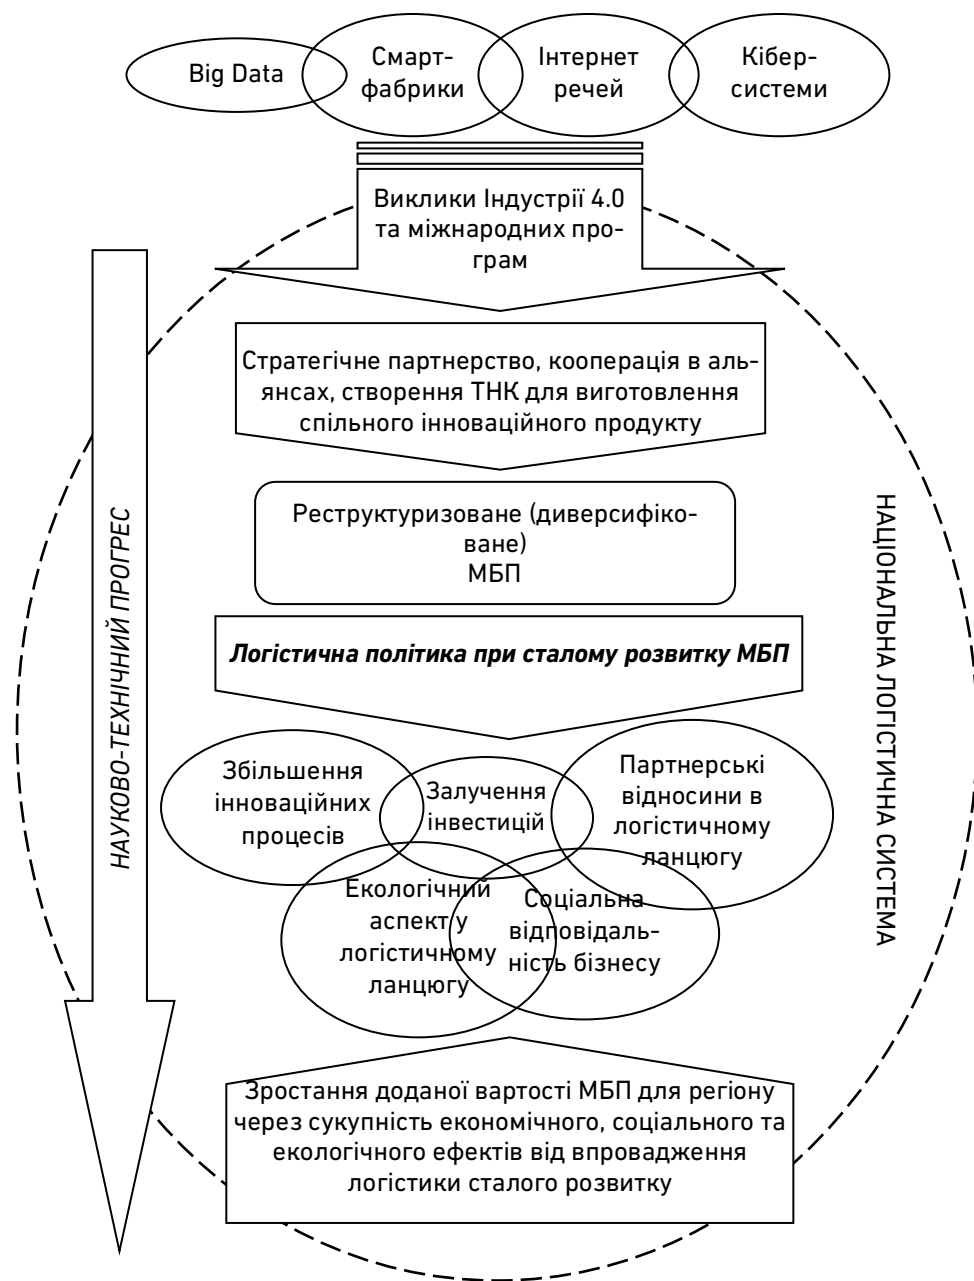 Big Data
Смарт-
фабрики
Інтернет
речей
Кібер-
системи
Виклики Індустрії 4.0
та міжнародних про-
грам
Стратегічне партнерство, кооперація в аль-
янсах, створення ТНК для виготовлення
спільного інноваційного продукту
Реструктуризоване (диверсифіко-
ване)
МБП
НАУКОВО-ТЕХНІЧНИЙ ПРОГРЕС
НАЦІОНАЛЬНА ЛОГІСТИЧНА СИСТЕМА
Логістична політика при сталому розвитку МБП
Збільшення
інноваційних
процесів
Залучення
інвестицій
Партнерські
відносини в
логістичному
ланцюгу
Екологічний
аспект у
логістичному
ланцюгу
Соціальна
відповідаль-
ність бізнесу
Зростання доданої вартості МБП для регіону
через сукупність економічного, соціального та
екологічного ефектів від впровадження
логістики сталого розвитку